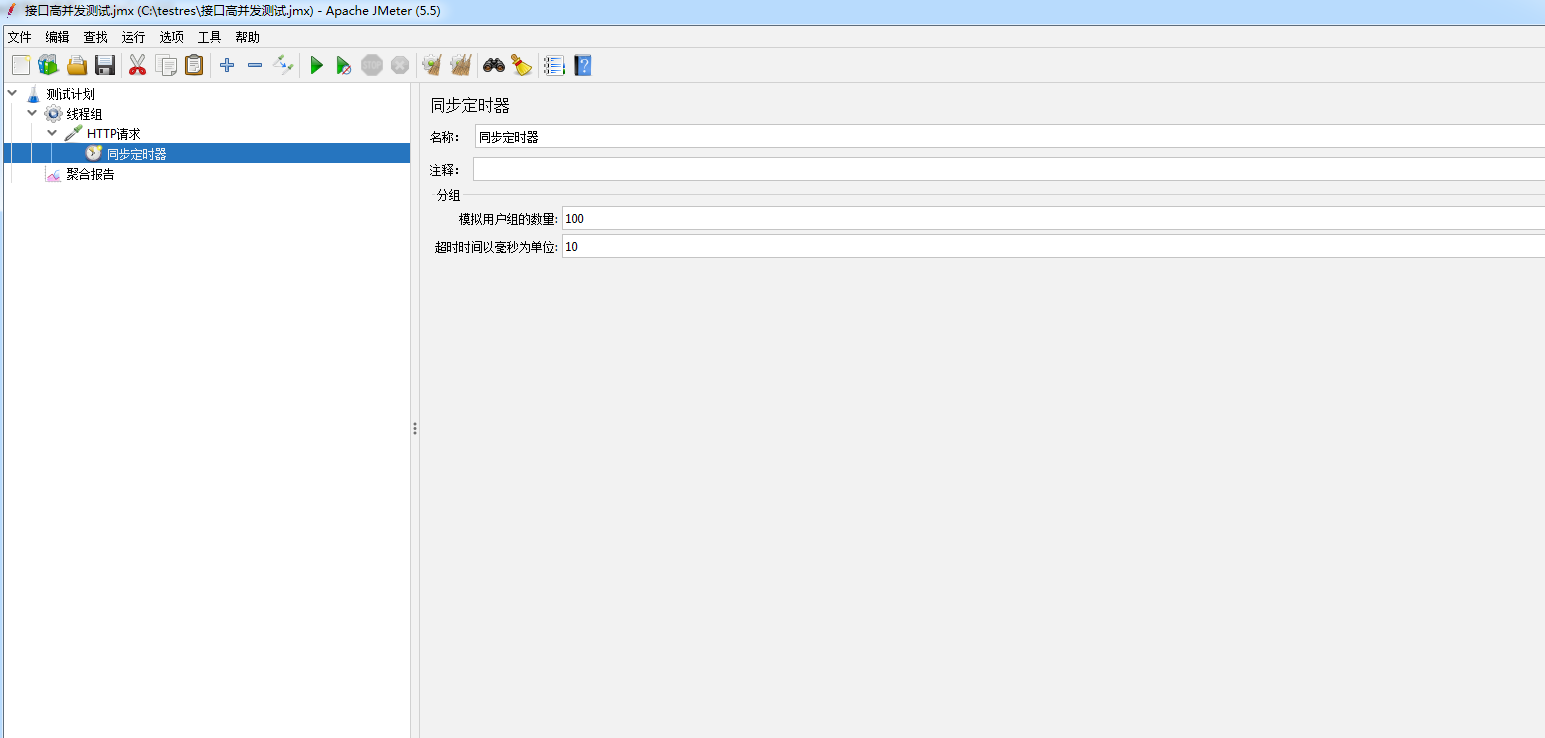 接口高并发测试.jmx (C:\testres\接口高并发测试.jmx) - Apache JMeter (5.5)
文件 编辑 查找 运行 选项 工具 帮助
STOP
测试计划
线程组
HTTP请求
同步定时器
聚合报告
同步定时器
名称： 同步定时器
注释：
分组
模拟用户组的数量: 100
超时时间以毫秒为单位: 10